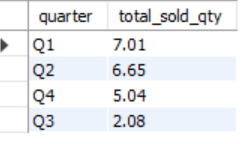 quarter total_sold_qty
Q1 7.01
Q2 6.65
Q4 5.04
Q3 2.08